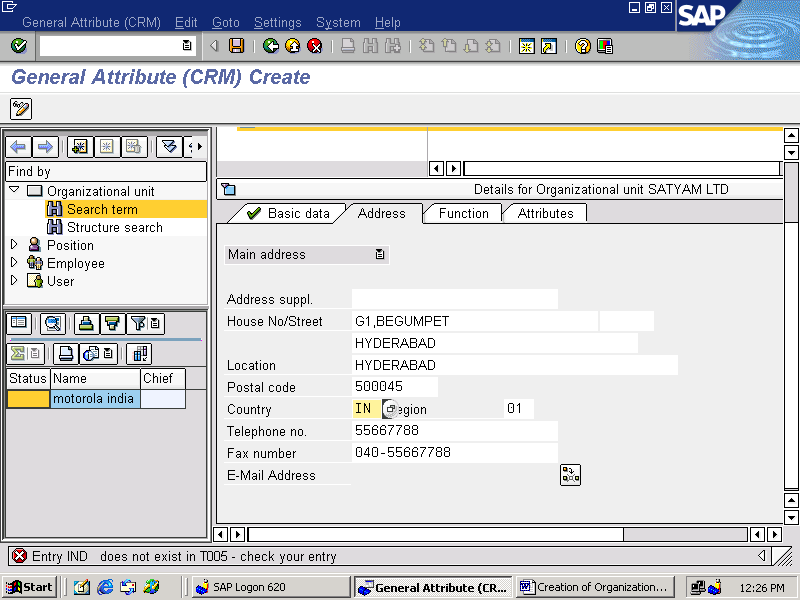 General Attribute (CRM) Edit Goto Settings System Help
SAP
General Attribute (CRM) Create
Find by
Organizational unit
Search term
Structure search
Position
Employee
User
Status Name Chief
motorola india
Details for Organizational unit SATYAM LTD
Basic data Address Function Attributes
Main address
Address suppl.
House No/Street G1,BEGUMPET
HYDERABAD
Location HYDERABAD
Postal code 500045
Country IN egion 01
Telephone no. 55667788
Fax number 040-55667788
E-Mail Address
Entry IND does not exist in T005 - check your entry
Start SAP Logon 620 General Attribute (CR... Creation of Organization... 12:26 PM